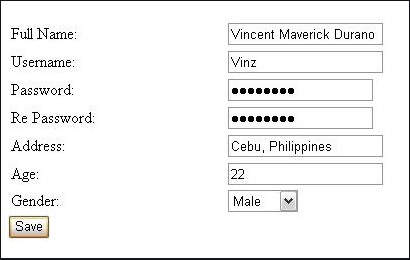 Full Name: Vincent Maverick Durano
Username: Vinz
Password: ●●●●●●●●
Re Password: ●●●●●●●●
Address: Cebu, Philippines
Age: 22
Gender: Male
Save